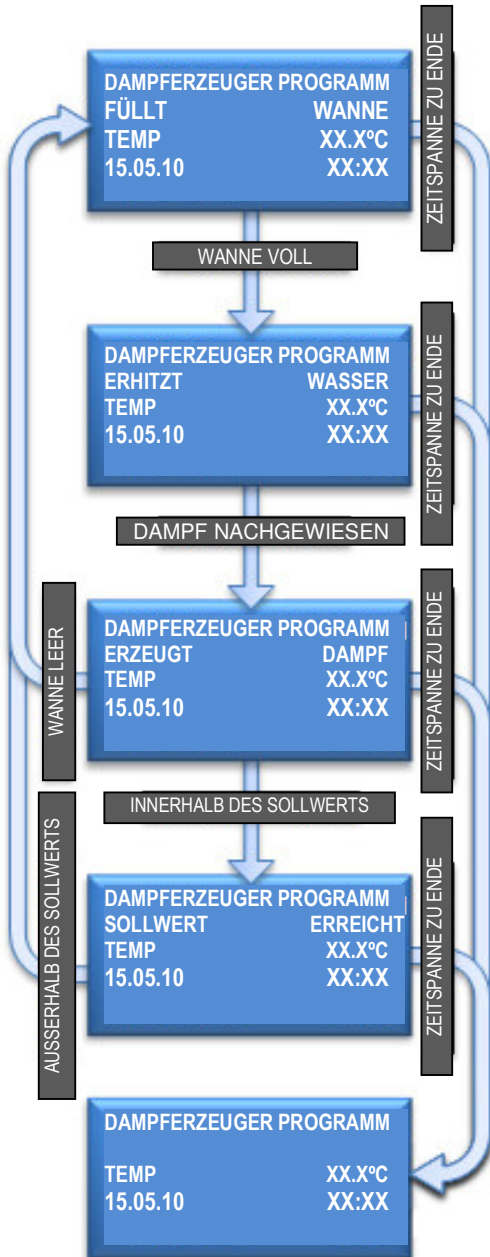 DAMPFERZEUGER PROGRAMM
FÜLLT WANNE
TEMP XX.XºC
15.05.10 XX:XX
ZEITSPANNE ZU ENDE
WANNE VOLL
DAMPFERZEUGER PROGRAMM
ERHITZT WASSER
TEMP XX.XºC
15.05.10 XX:XX
ZEITSPANNE ZU ENDE
DAMPF NACHGEWIESEN
WANNE LEER
DAMPFERZEUGER PROGRAMM
ERZEUGT DAMPF
TEMP XX.XºC
15.05.10 XX:XX
ZEITSPANNE ZU ENDE
INNERHALB DES SOLLWERTS
AUSSERHALB DES SOLLWERTS
DAMPFERZEUGER PROGRAMM
SOLLWERT ERREICHT
TEMP XX.XºC
15.05.10 XX:XX
ZEITSPANNE ZU ENDE
DAMPFERZEUGER PROGRAMM
TEMP XX.XºC
15.05.10 XX:XX